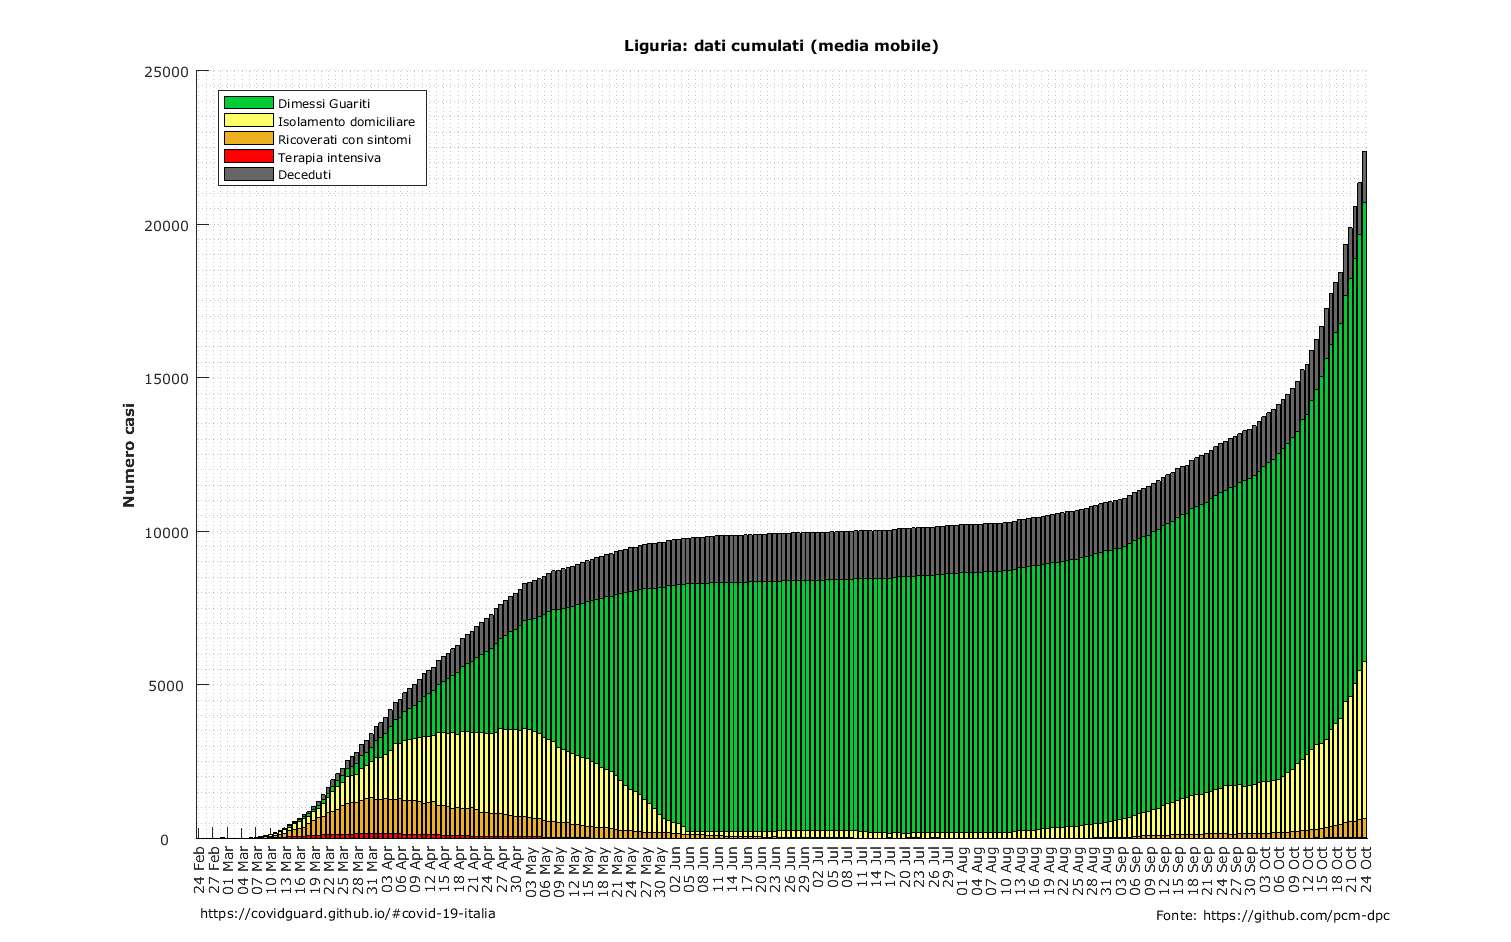 Liguria: dati cumulati (media mobile)
25000
20000
15000
10000
5000
0
Numero casi
Dimessi Guariti
Isolamento domiciliare
Ricoverati con sintomi
Terapia intensiva
Deceduti
24 Feb
27 Feb
01 Mar
04 Mar
07 Mar
10 Mar
13 Mar
16 Mar
19 Mar
22 Mar
25 Mar
28 Mar
31 Mar
03 Apr
06 Apr
09 Apr
12 Apr
15 Apr
18 Apr
21 Apr
24 Apr
27 Apr
30 Apr
03 May
06 May
09 May
12 May
15 May
18 May
21 May
24 May
27 May
30 May
02 Jun
05 Jun
08 Jun
11 Jun
14 Jun
17 Jun
20 Jun
23 Jun
26 Jun
29 Jun
02 Jul
05 Jul
08 Jul
11 Jul
14 Jul
17 Jul
20 Jul
23 Jul
26 Jul
29 Jul
01 Aug
04 Aug
07 Aug
10 Aug
13 Aug
16 Aug
19 Aug
22 Aug
25 Aug
28 Aug
31 Aug
03 Sep
06 Sep
09 Sep
12 Sep
15 Sep
18 Sep
21 Sep
24 Sep
27 Sep
30 Sep
03 Oct
06 Oct
09 Oct
12 Oct
15 Oct
18 Oct
21 Oct
24 Oct
https://covidguard.github.io/#covid-19-italia
Fonte: https://github.com/pcm-dpc